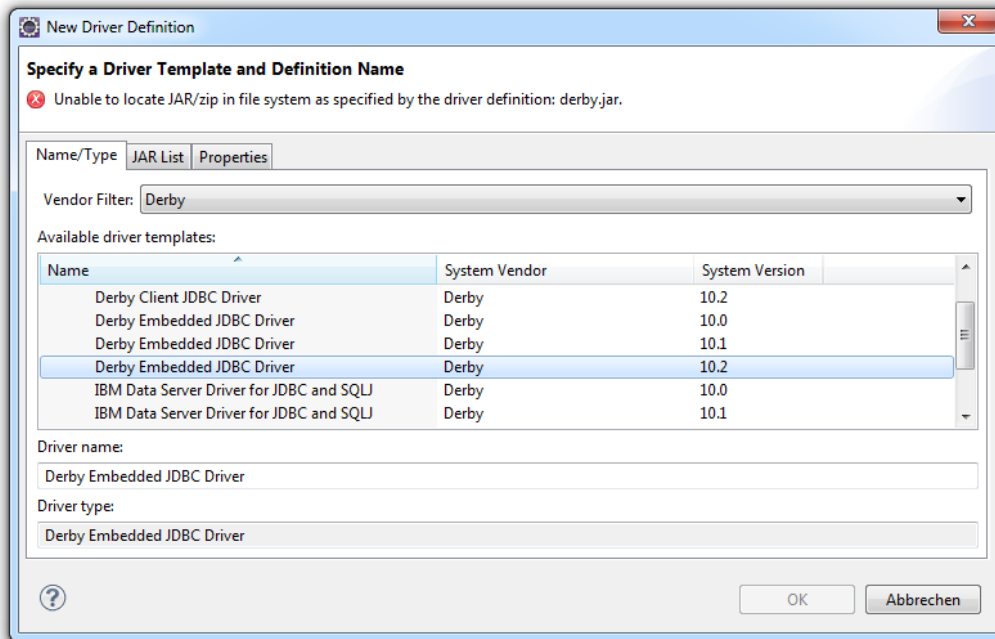 New Driver Definition
Specify a Driver Template and Definition Name
Unable to locate JAR/zip in file system as specified by the driver definition: derby.jar.
Name/Type JAR List Properties
Vendor Filter: Derby
Available driver templates:
Name System Vendor System Version
Derby Client JDBC Driver Derby 10.2
Derby Embedded JDBC Driver Derby 10.0
Derby Embedded JDBC Driver Derby 10.1
Derby Embedded JDBC Driver Derby 10.2
IBM Data Server Driver for JDBC and SQLJ Derby 10.0
IBM Data Server Driver for JDBC and SQLJ Derby 10.1
Driver name:
Derby Embedded JDBC Driver
Driver type:
Derby Embedded JDBC Driver
? OK Abbrechen